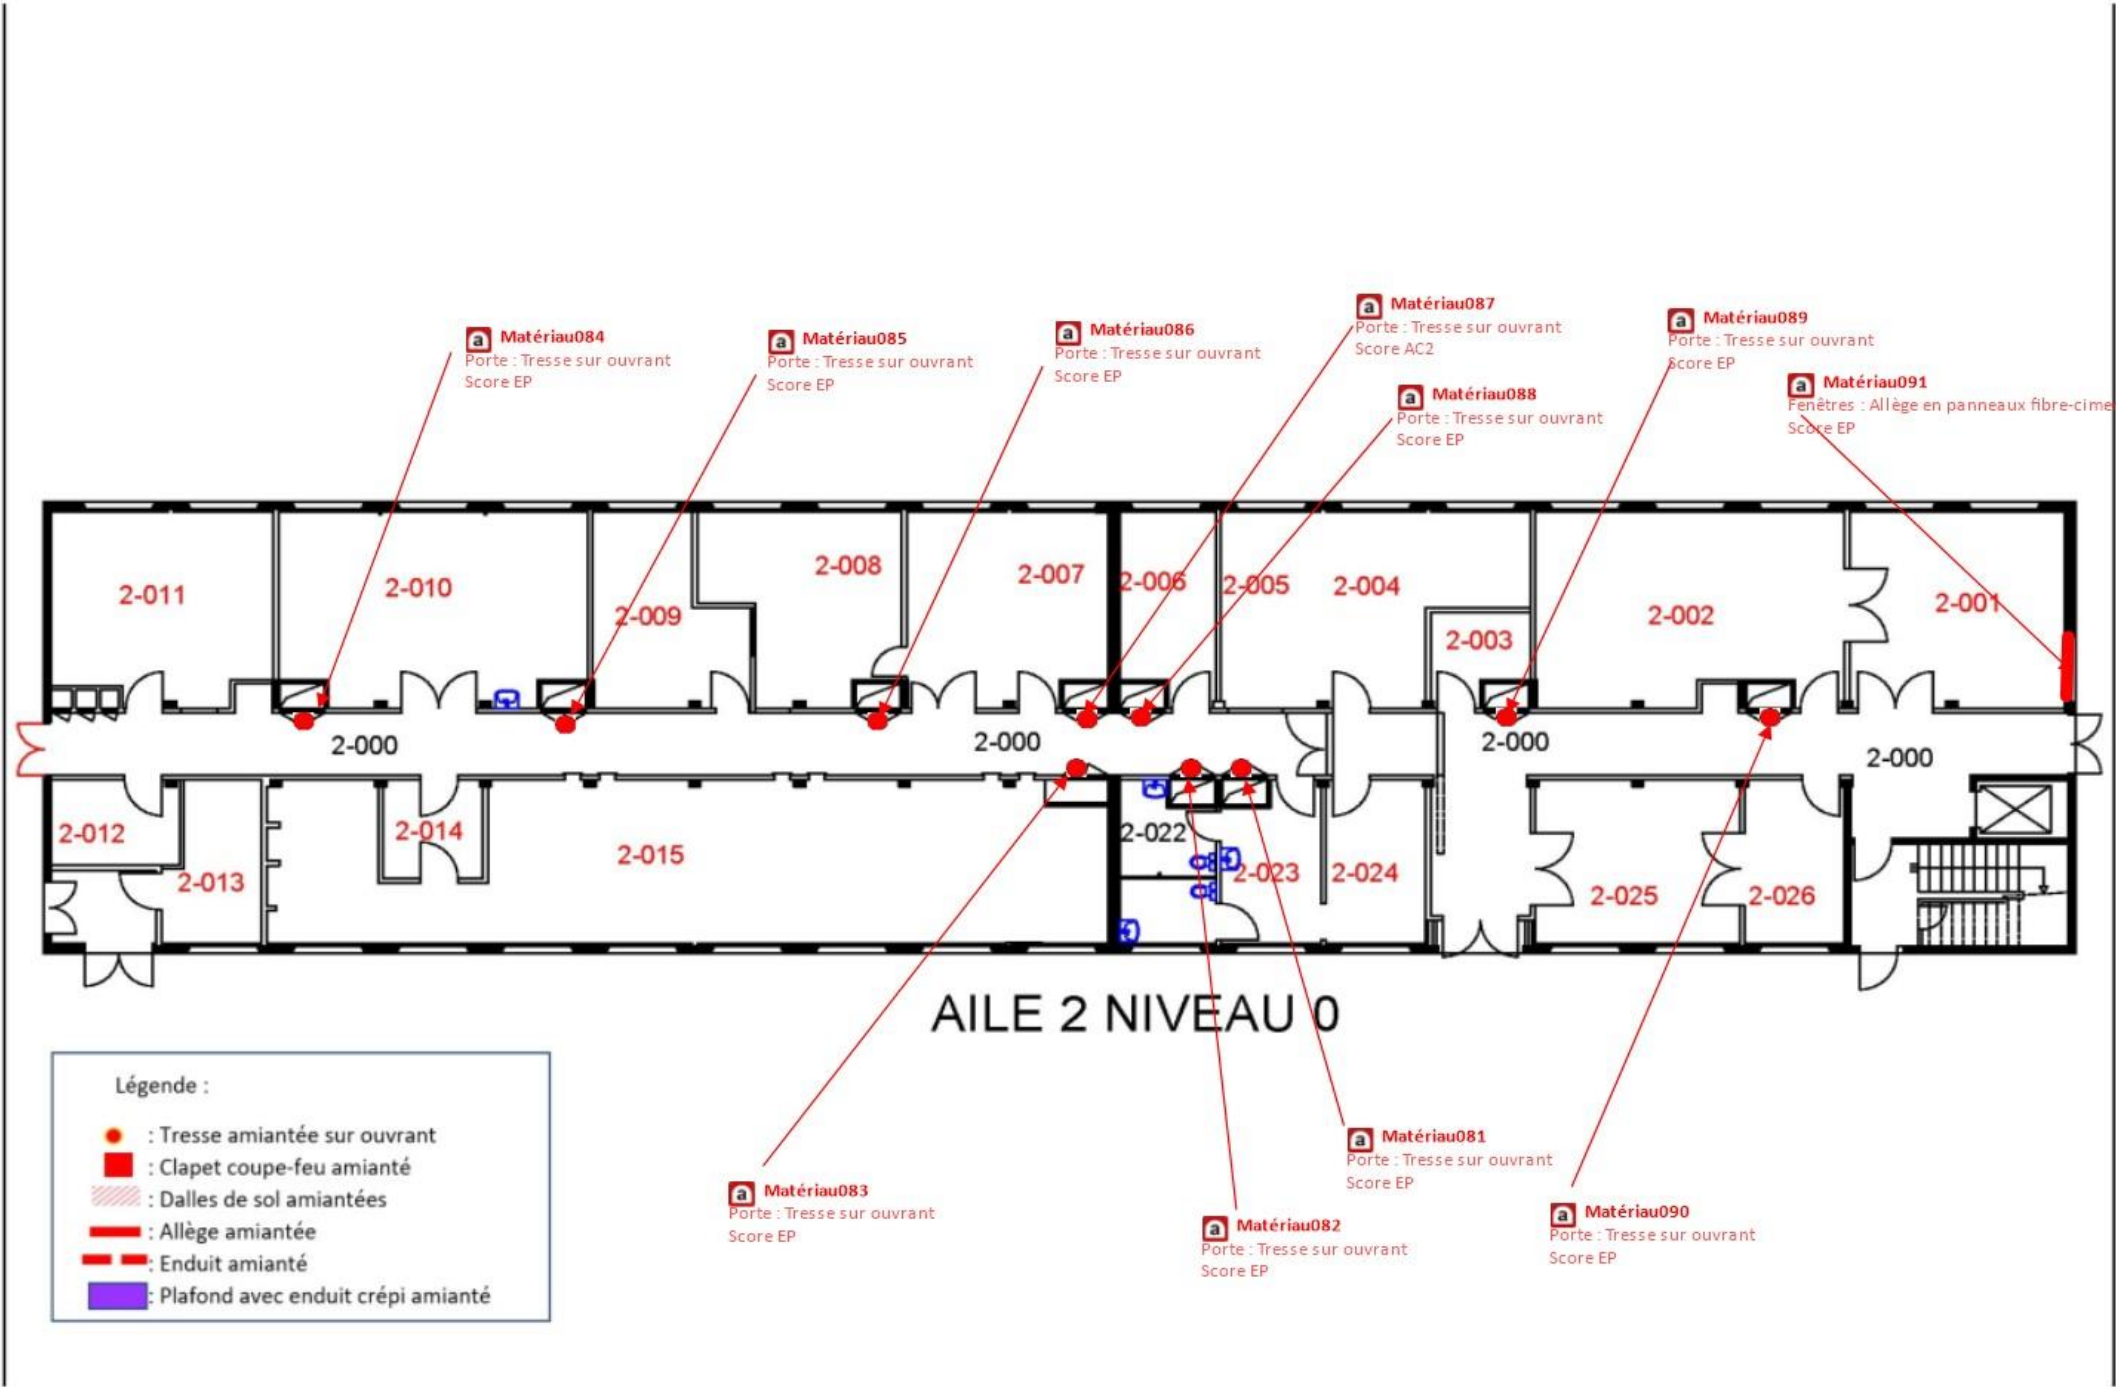 Matériau087
Porte : Tresse sur ouvrant
Score AC2
Matériau089
Porte : Tresse sur ouvrant
Score EP
Matériau086
Porte : Tresse sur ouvrant
Score EP
Matériau084
Porte : Tresse sur ouvrant
Score EP
Matériau085
Porte : Tresse sur ouvrant
Score EP
Matériau091
Fenêtres : Allège en panneaux fibre-cime
Score EP
Matériau088
Porte : Tresse sur ouvrant
Score EP
2-011
2-010
2-009
2-008
2-007
2-006
2-005
2-004
2-003
2-002
2-001
2-000
2-000
2-000
2-000
2-012
2-013
2-014
2-015
2-022
2-023
2-024
2-025
2-026
AILE 2 NIVEAU 0
Matériau081
Porte : Tresse sur ouvrant
Score EP
Matériau083
Porte : Tresse sur ouvrant
Score EP
Matériau082
Porte : Tresse sur ouvrant
Score EP
Matériau090
Porte : Tresse sur ouvrant
Score EP
Légende :
: Tresse amiantée sur ouvrant
: Clapet coupe-feu amianté
: Dalles de sol amiantées
: Allège amiantée
: Enduit amianté
: Plafond avec enduit crépi amianté